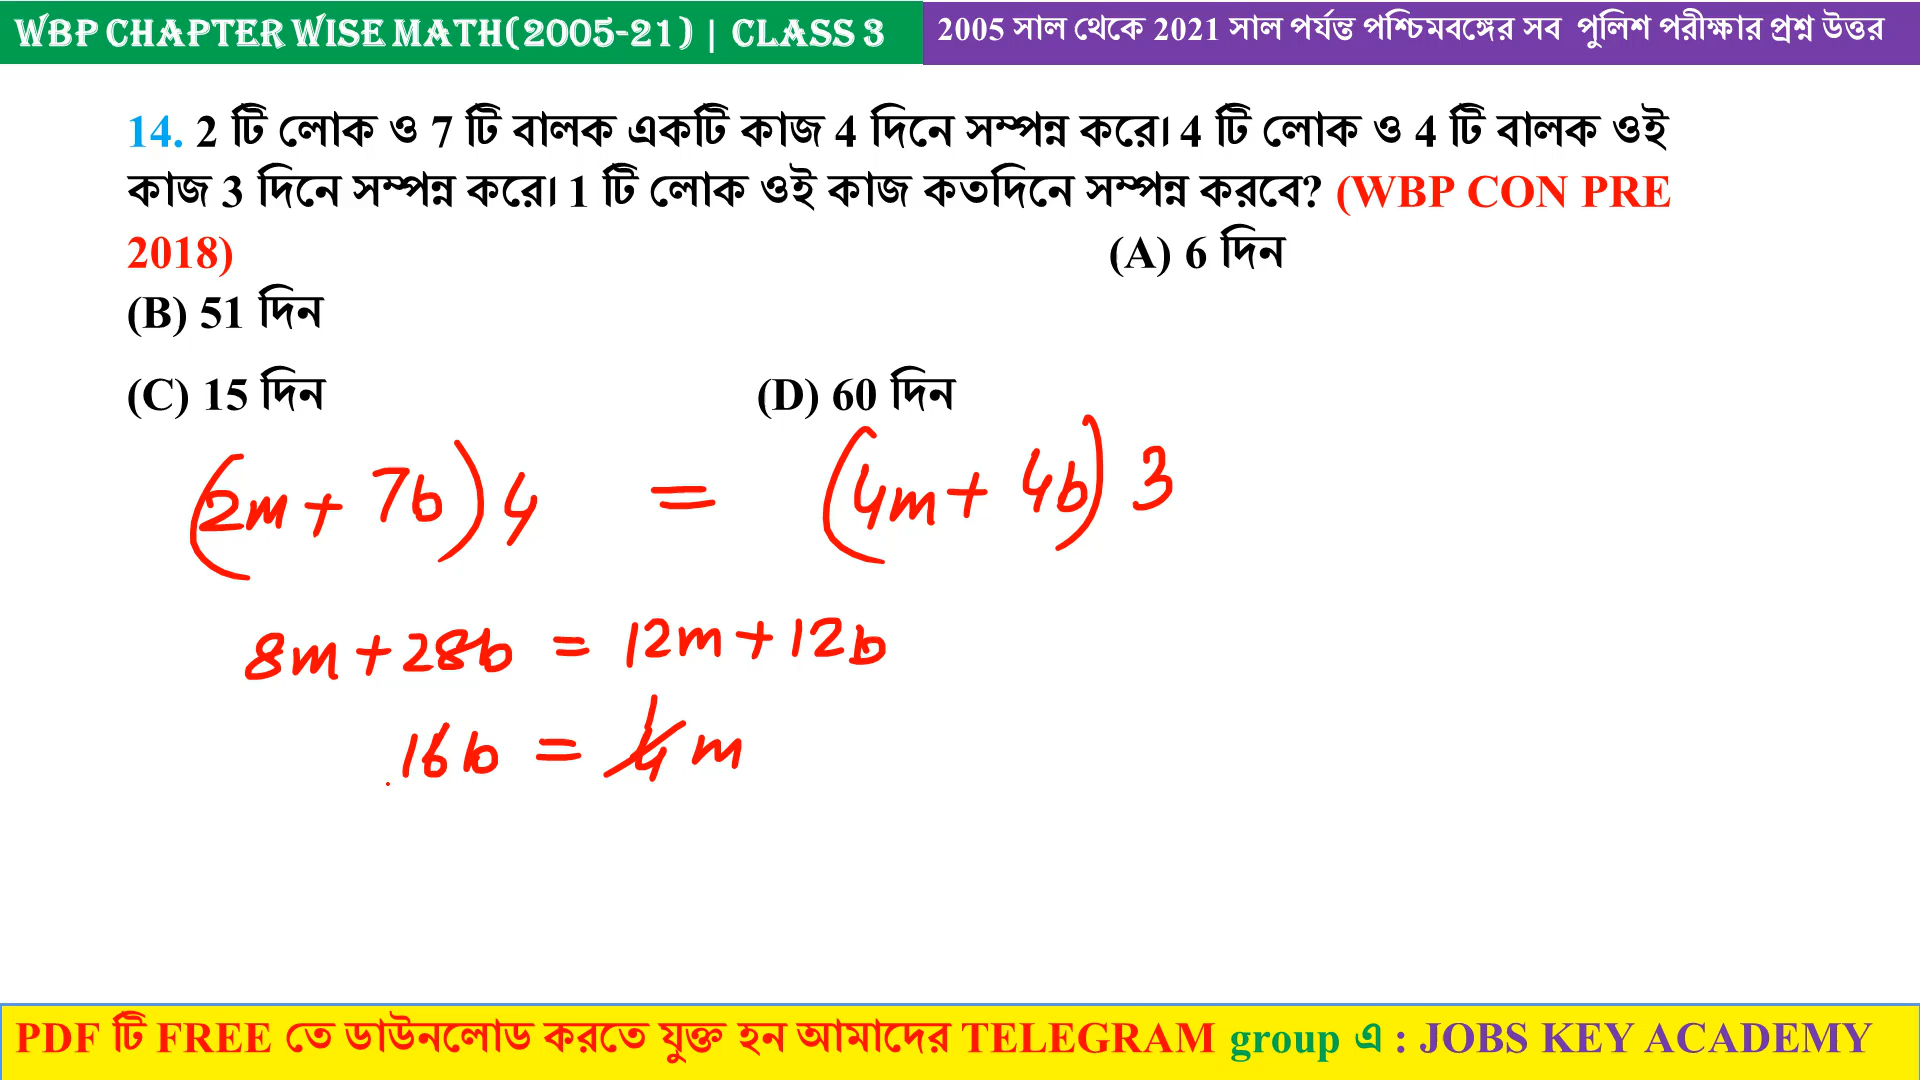 WBP CHAPTER WISE MATH(2005-21) | CLASS 3
2005 সাল থেকে 2021 সাল পর্যন্ত পশ্চিমবঙ্গের সব পুলিশ পরীক্ষার প্রশ্ন উত্তর
14. 2 টি লোক ও 7 টি বালক একটি কাজ 4 দিনে সম্পন্ন করে। 4 টি লোক ও 4 টি বালক ওই
কাজ 3 দিনে সম্পন্ন করে। 1 টি লোক ওই কাজ কতদিনে সম্পন্ন করবে? (WBP CON PRE
2018) (A) 6 দিন
(B) 51 দিন
(C) 15 দিন (D) 60 দিন
(2m + 7b) 4 = (4m + 4b) 3
8m + 28b = 12m + 12b
16b = 4m
1
PDF টি FREE তে ডাউনলোড করতে যুক্ত হন আমাদের TELEGRAM group এ : JOBS KEY ACADEMY